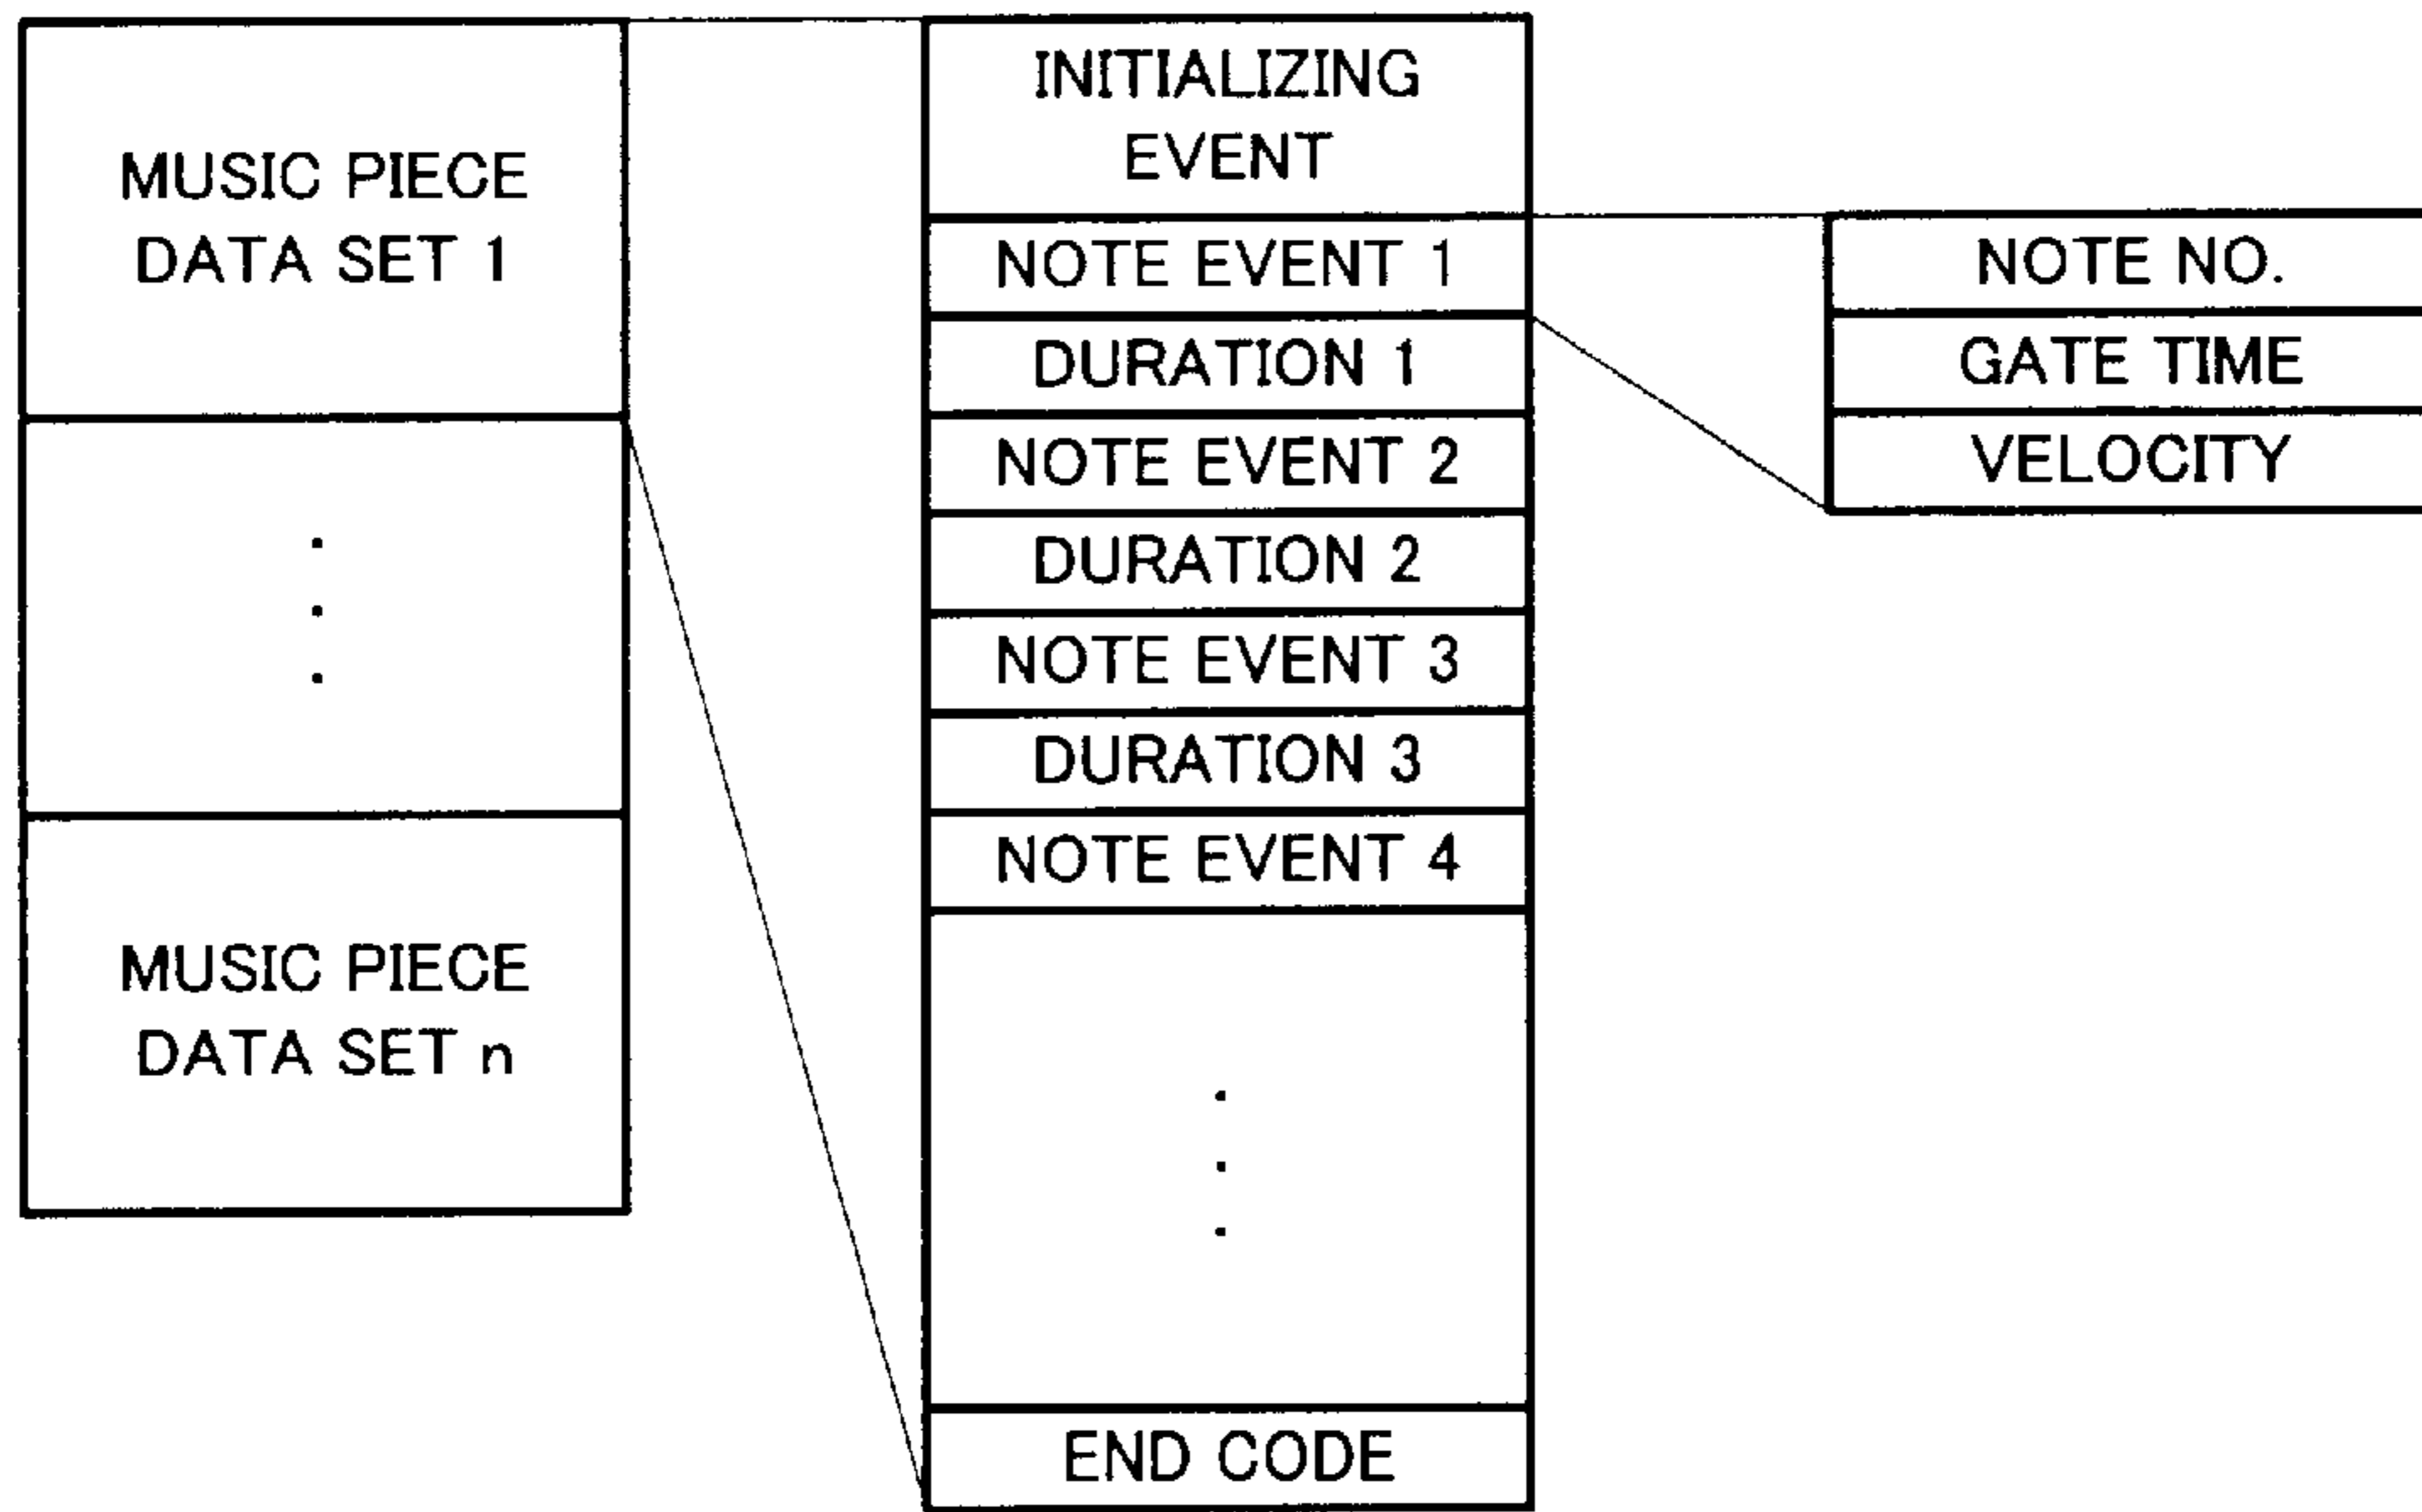 MUSIC PIECE
DATA SET 1
MUSIC PIECE
DATA SET n
INITIALIZING
EVENT
NOTE EVENT 1
DURATION 1
NOTE EVENT 2
DURATION 2
NOTE EVENT 3
DURATION 3
NOTE EVENT 4
END CODE
NOTE NO.
GATE TIME
VELOCITY